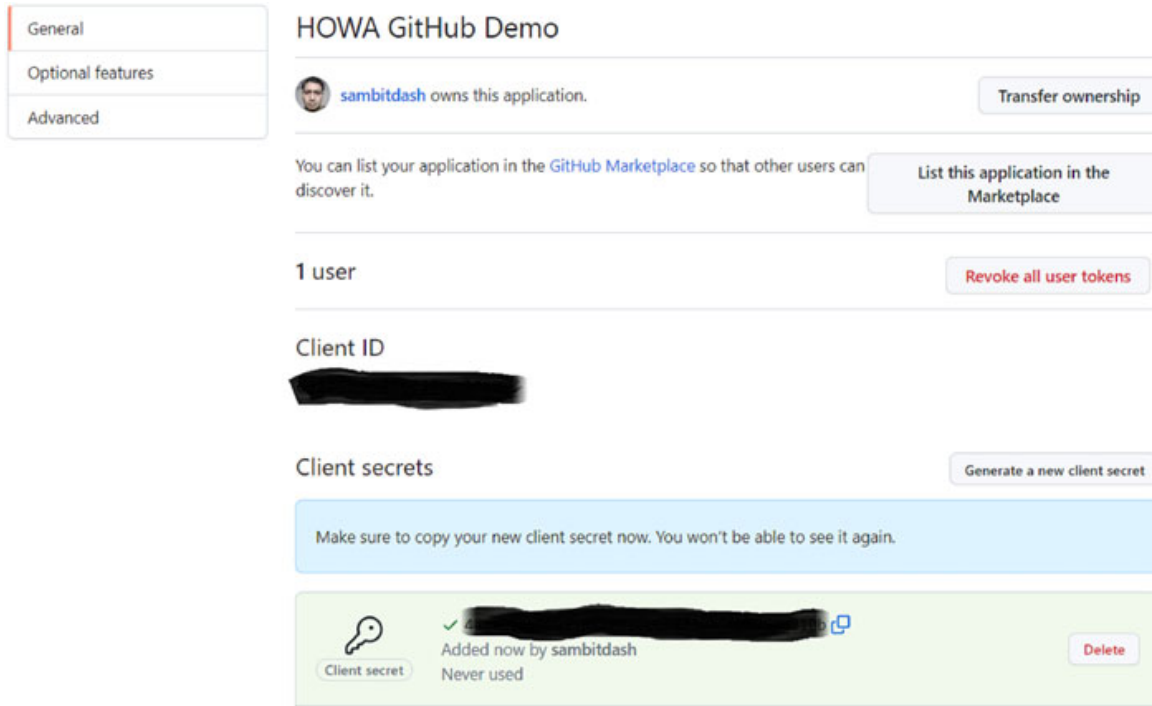 General
Optional features
Advanced
HOWA GitHub Demo
sambitdash owns this application.
Transfer ownership
You can list your application in the GitHub Marketplace so that other users can
discover it.
List this application in the
Marketplace
1 user
Revoke all user tokens
Client ID
Client secrets
Generate a new client secret
Make sure to copy your new client secret now. You won't be able to see it again.
Client secret
Added now by sambitdash
Never used
Delete